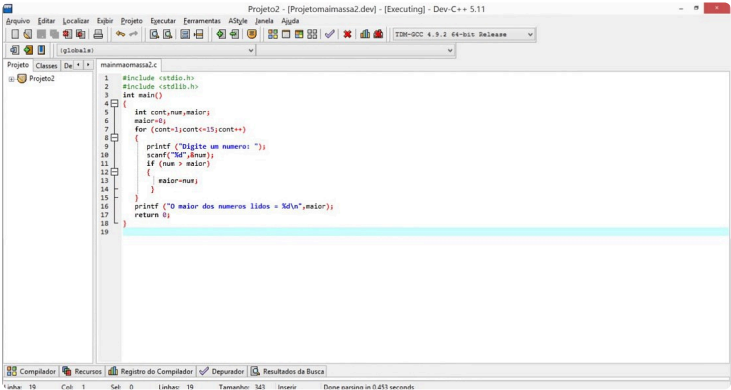 Projeto2 - [Projetomaimassa2.dev] - [Executing] - Dev-C++ 5.11
Arquivo Editar Localizar Exibir Projeto Executar Ferramentas AStyle Janela Ajuda
TDM-GCC 4.9.2 64-bit Release
(globals)
Projeto Classes De mainmaomassa2.c
Projeto2
1 #include <stdio.h>
2 #include <stdlib.h>
3 int main()
4 {
5 int cont,num,maior;
6 maior=0;
7 for (cont=1;cont<=15;cont++)
8 {
9 printf ("Digite um numero: ");
10 scanf("%d",&num);
11 if (num > maior)
12 {
13 maior=num;
14 }
15 }
16 printf ("O maior dos numeros lidos = %d\n",maior);
17 return 0;
18 }
19
Compilador Recursos Registro do Compilador Depurador Resultados da Busca
Linha: 19 Col: 1 Sel: 0 Linhas: 19 Tamanho: 343 Inserir Done parsing in 0.453 seconds